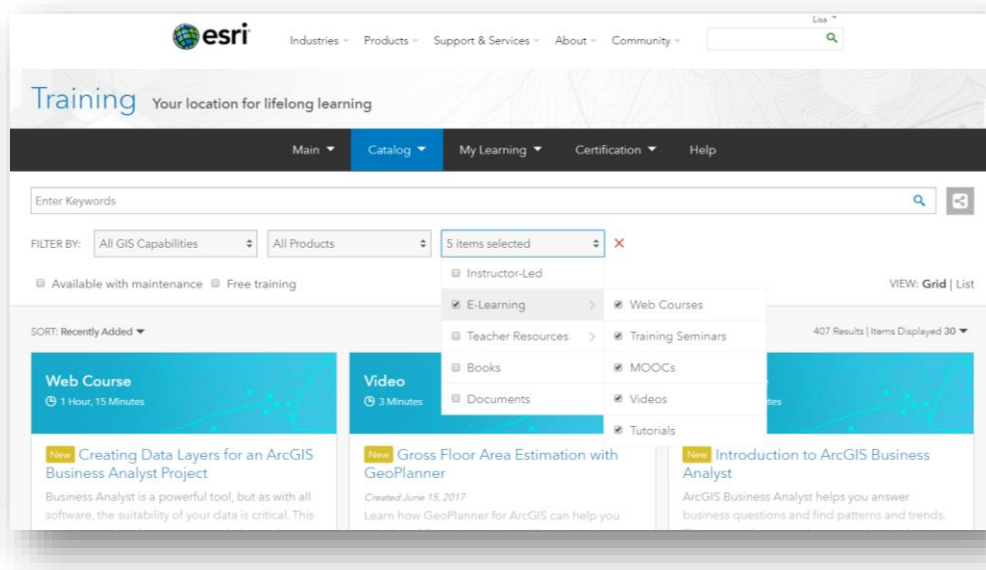 Lisa
esri
Industries Products Support & Services About Community
Training Your location for lifelong learning
Main Catalog My Learning Certification Help
Enter Keywords
FILTER BY: All GIS Capabilities All Products 5 items selected
Instructor-Led
Available with maintenance Free training
VIEW: Grid | List
E-Learning Web Courses
Teacher Resources Training Seminars
Books MOOCs
Documents Videos
Tutorials
SORT: Recently Added
407 Results | Items Displayed 30
Web Course
1 Hour, 15 Minutes
New Creating Data Layers for an ArcGIS
Business Analyst Project
Business Analyst is a powerful tool, but as with all
software, the suitability of your data is critical. This
Video
3 Minutes
New Gross Floor Area Estimation with
GeoPlanner
Created June 15, 2017
Learn how GeoPlanner for ArcGIS can help you
New Introduction to ArcGIS Business
Analyst
ArcGIS Business Analyst helps you answer
business questions and find patterns and trends.